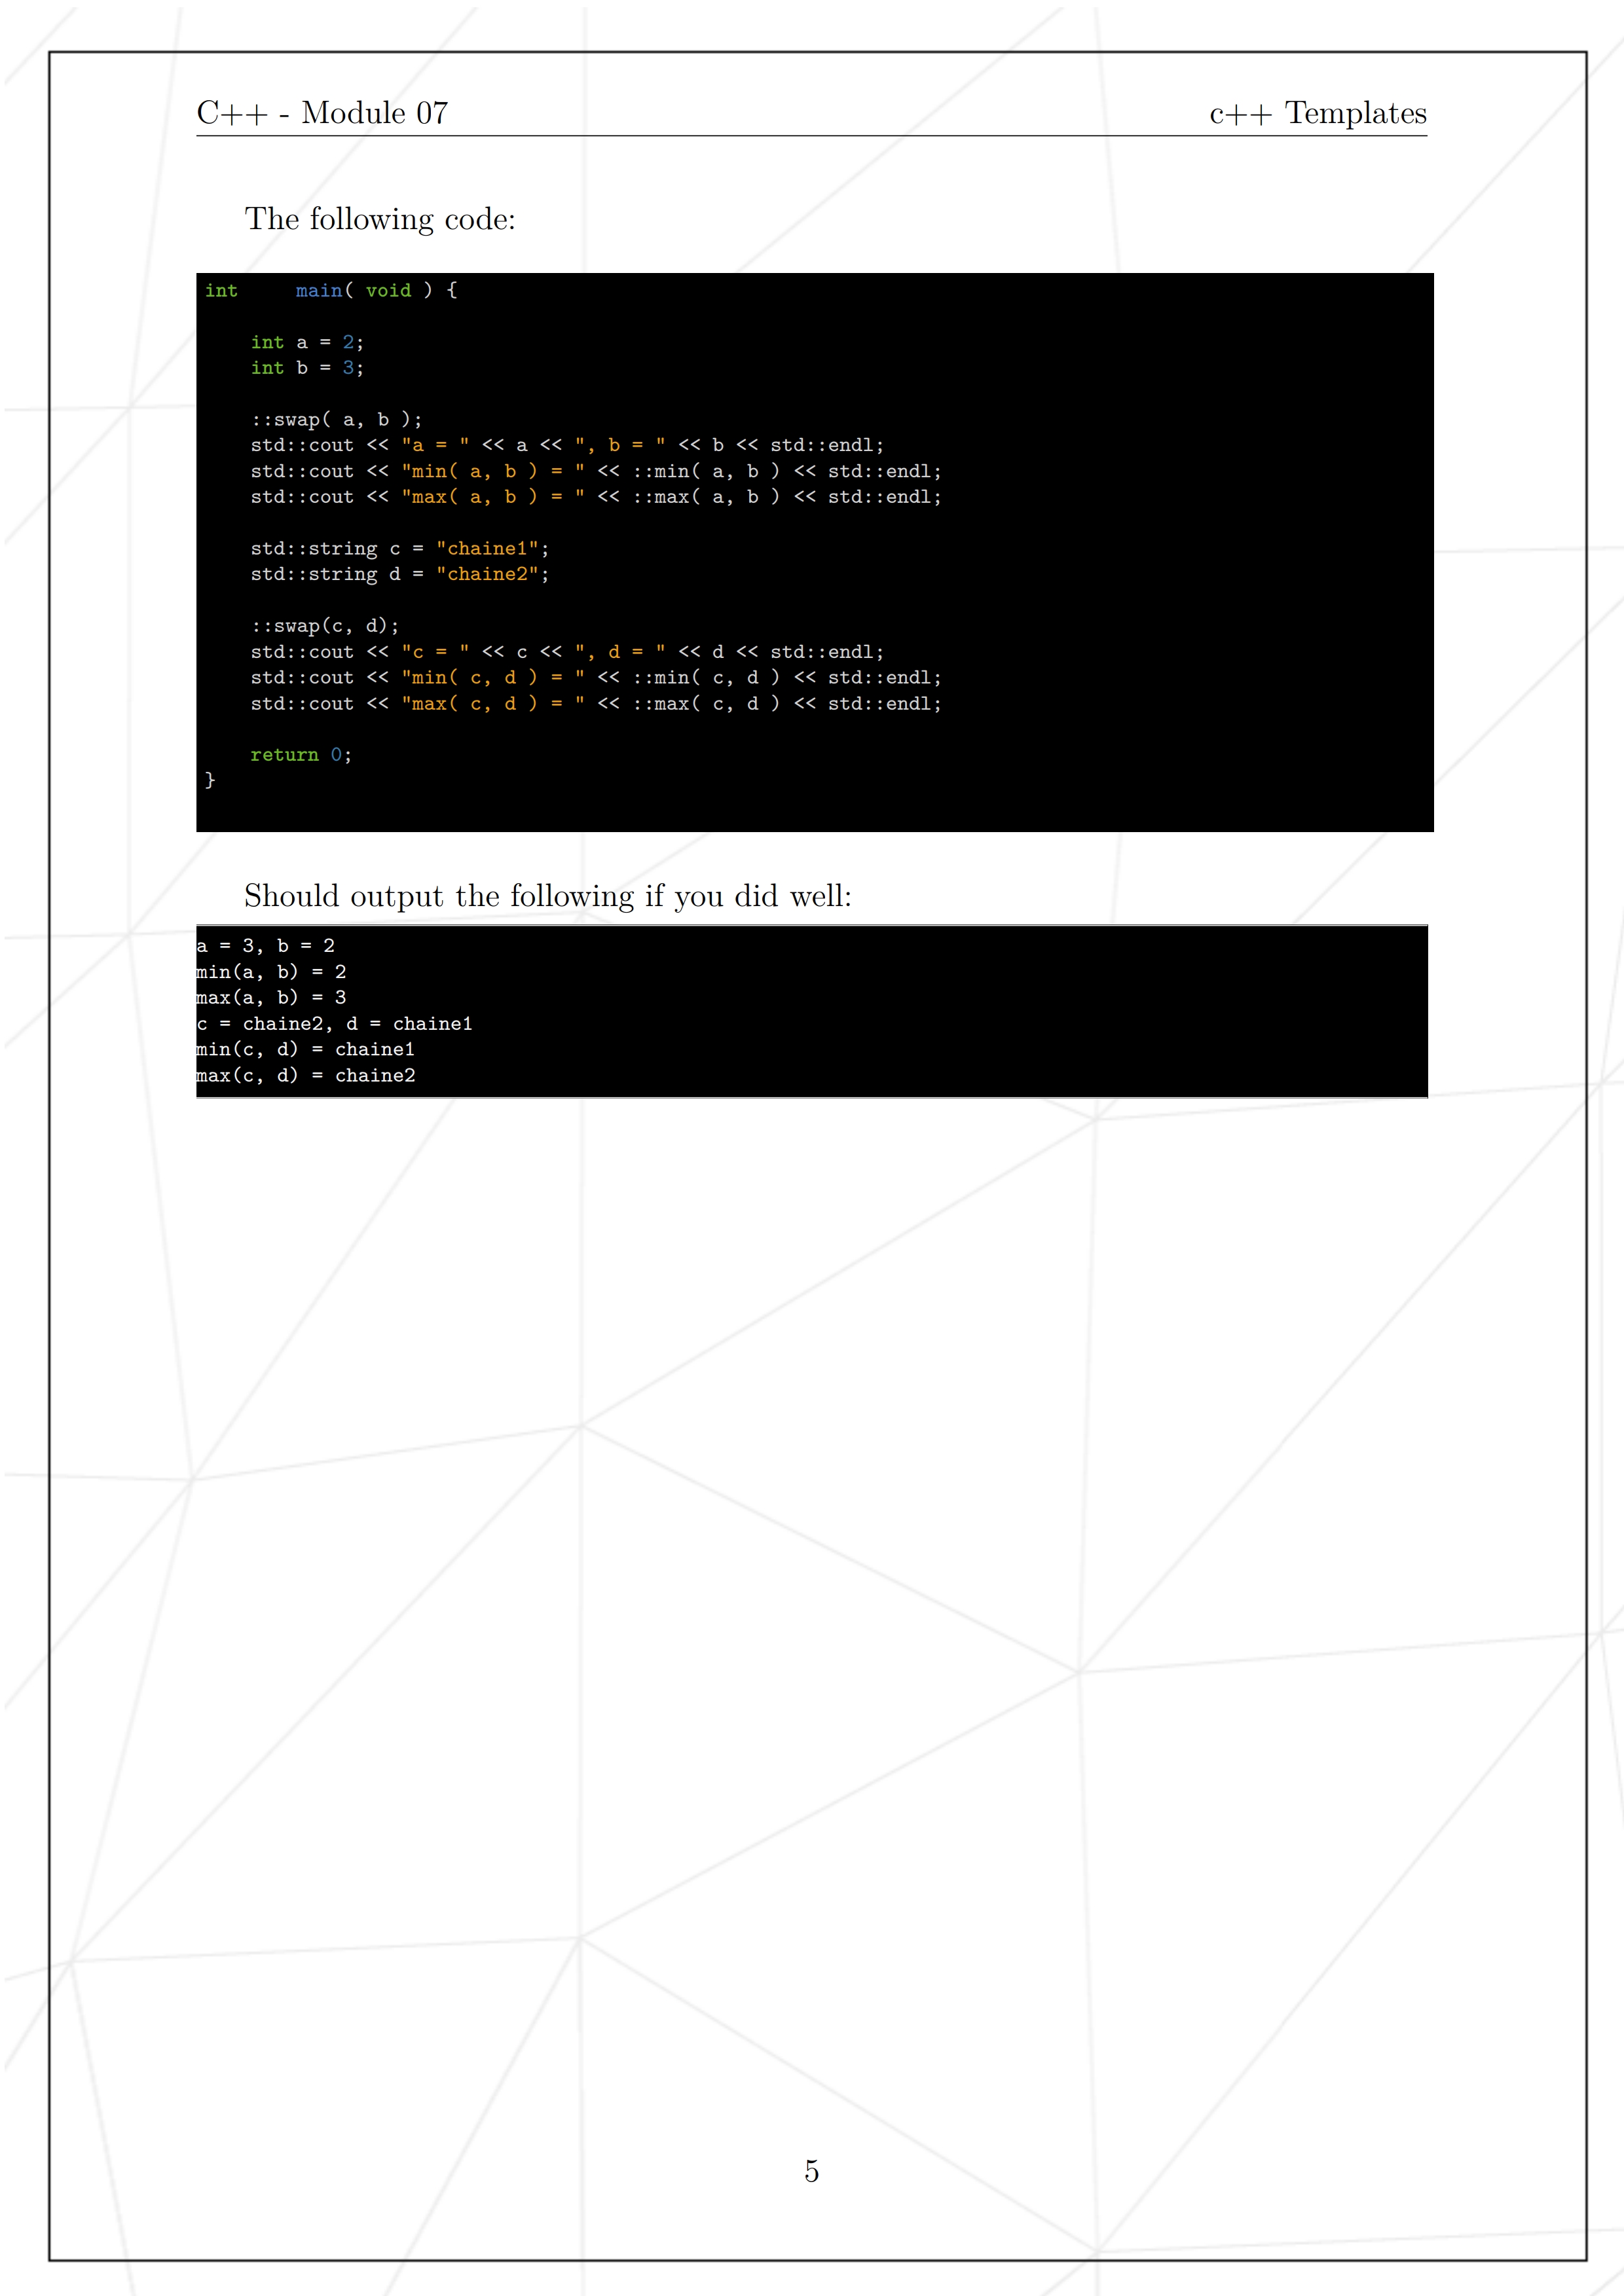 C++ - Module 07 c++ Templates
The following code:
int     main( void ) {
    int a = 2;
    int b = 3;
    ::swap( a, b );
    std::cout << "a = " << a << ", b = " << b << std::endl;
    std::cout << "min( a, b ) = " << ::min( a, b ) << std::endl;
    std::cout << "max( a, b ) = " << ::max( a, b ) << std::endl;
    std::string c = "chaine1";
    std::string d = "chaine2";
    ::swap(c, d);
    std::cout << "c = " << c << ", d = " << d << std::endl;
    std::cout << "min( c, d ) = " << ::min( c, d ) << std::endl;
    std::cout << "max( c, d ) = " << ::max( c, d ) << std::endl;
    return 0;
}
Should output the following if you did well:
a = 3, b = 2
min(a, b) = 2
max(a, b) = 3
c = chaine2, d = chaine1
min(c, d) = chaine1
max(c, d) = chaine2
5